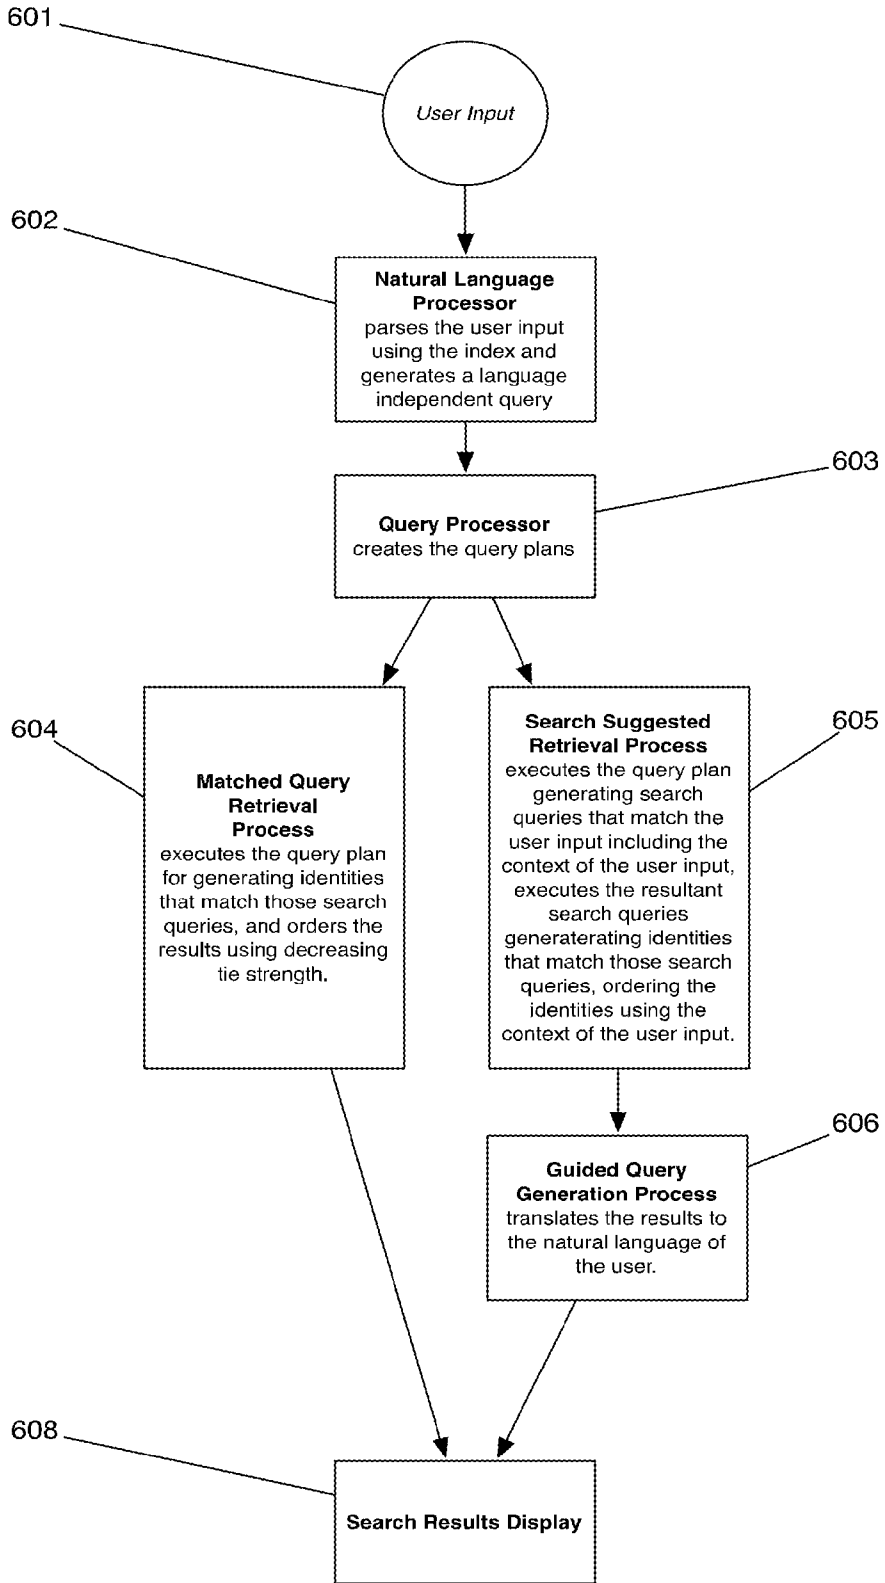 601
User Input
602
Natural Language
Processor
parses the user input
using the index and
generates a language
independent query
603
Query Processor
creates the query plans
604
Matched Query
Retrieval
Process
executes the query plan
for generating identities
that match those search
queries, and orders the
results using decreasing
tie strength.
605
Search Suggested
Retrieval Process
executes the query plan
generating search
queries that match the
user input including the
context of the user input,
executes the resultant
search queries
generaterating identities
that match those search
queries, ordering the
identities using the
context of the user input.
606
Guided Query
Generation Process
translates the results to
the natural language of
the user.
608
Search Results Display